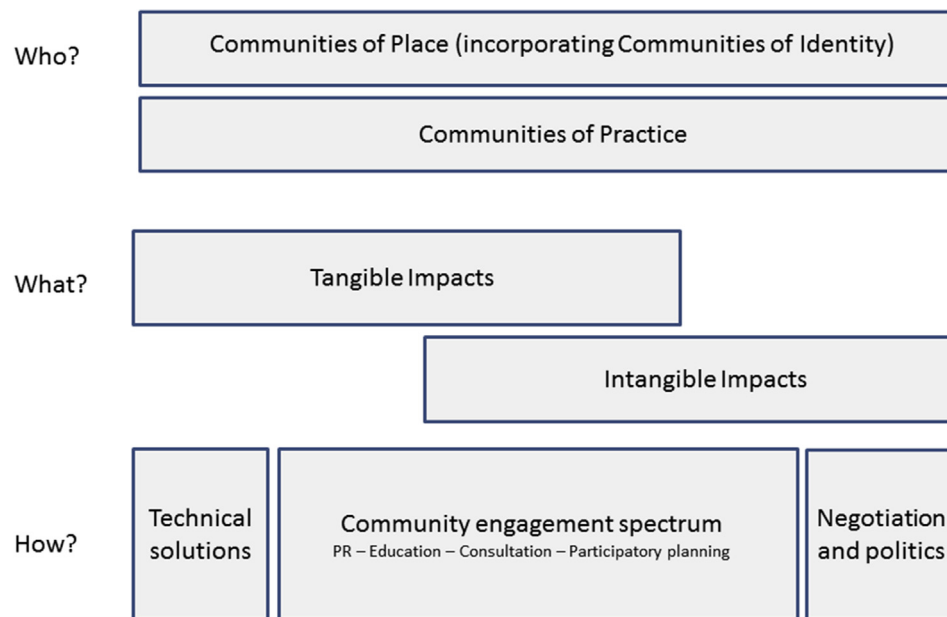 Who?
Communities of Place (incorporating Communities of Identity)
Communities of Practice
What?
Tangible Impacts
Intangible Impacts
How?
Technical
solutions
Community engagement spectrum
PR – Education – Consultation – Participatory planning
Negotiation
and politics